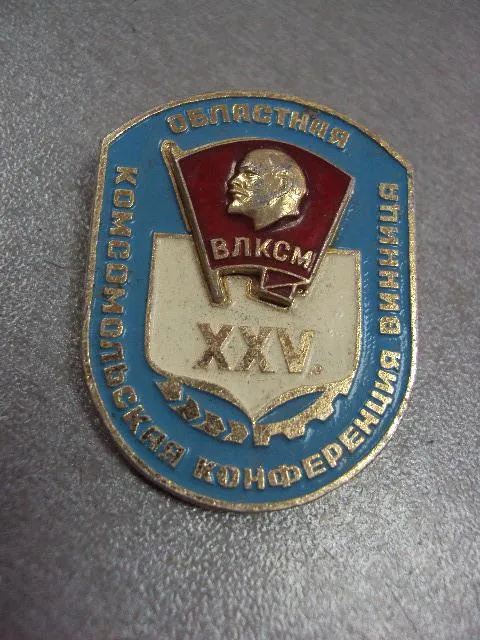 ОБЛАСТНАЯ
КОМСОМОЛЬСКАЯ КОНФЕРЕНЦИЯ ВИННИЦА
ВЛКСМ
XXV.